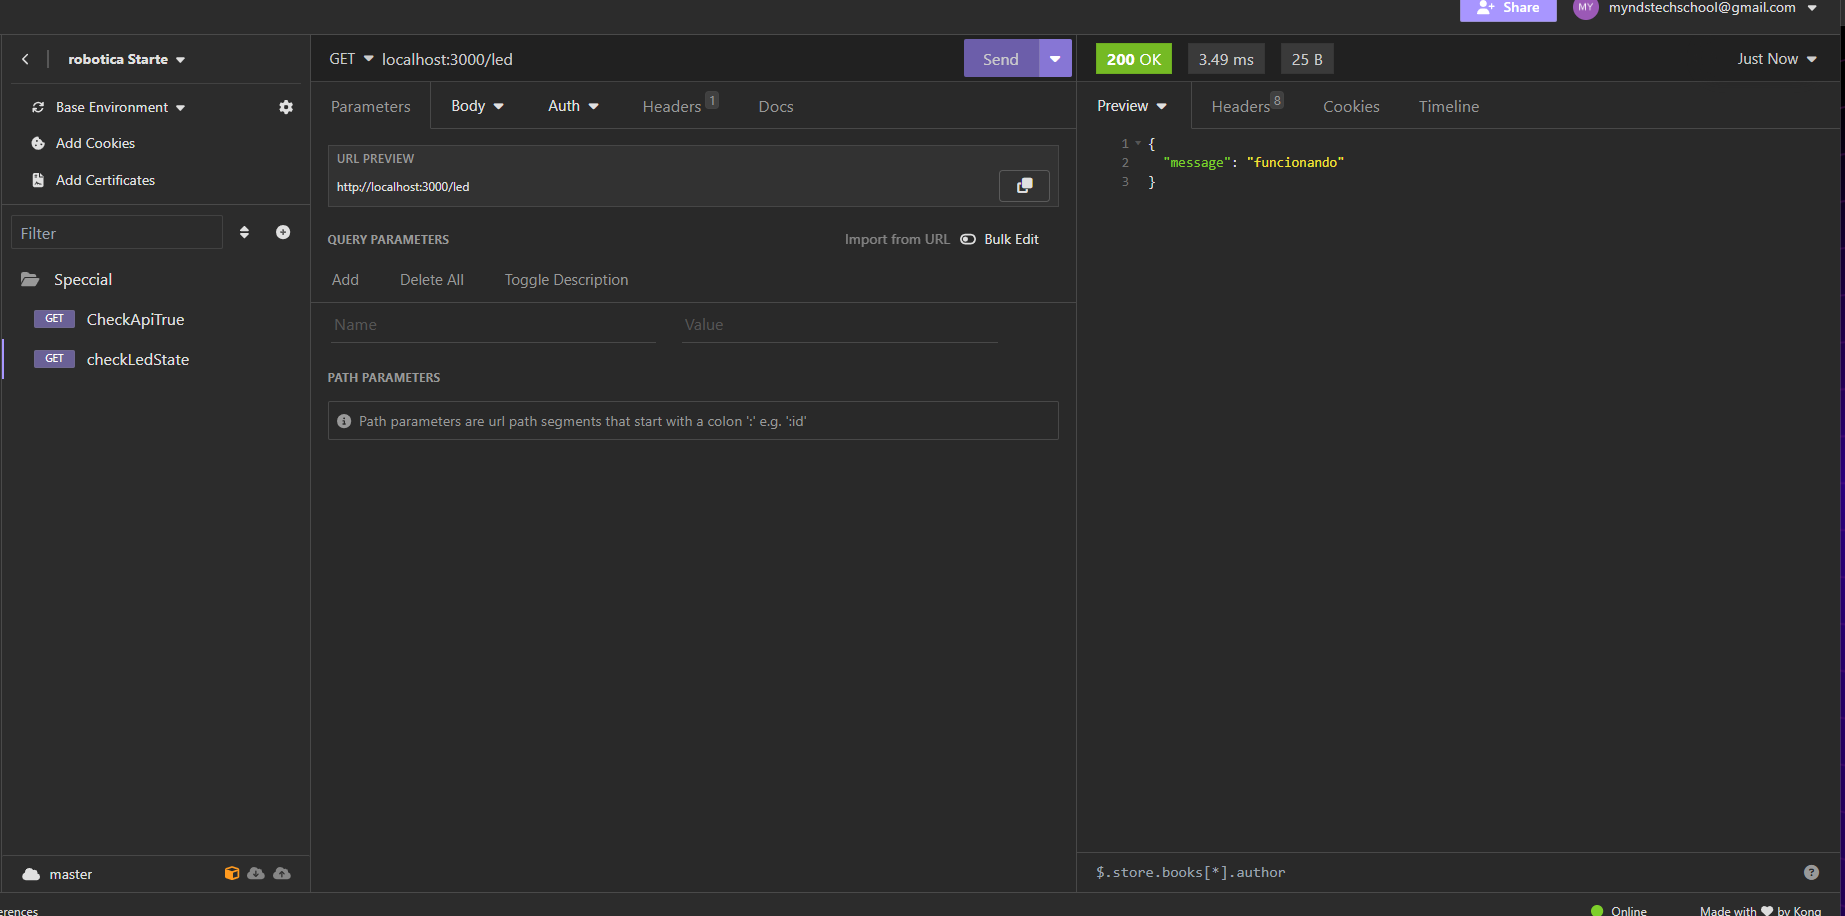 Share
MY
myndstechschool@gmail.com
robotica Starte
GET
localhost:3000/led
Send
200 OK
3.49 ms
25 B
Just Now
Base Environment
Add Cookies
Add Certificates
Filter
Speccial
GET CheckApiTrue
GET checkLedState
master
Parameters
Body
Auth
Headers 1
Docs
URL PREVIEW
http://localhost:3000/led
QUERY PARAMETERS
Import from URL
Bulk Edit
Add
Delete All
Toggle Description
Name
Value
PATH PARAMETERS
Path parameters are url path segments that start with a colon ':' e.g. ':id'
Preview
Headers 8
Cookies
Timeline
1 {
2 "message": "funcionando"
3 }
$.store.books[*].author
erences
Online
Made with ❤ by Kong